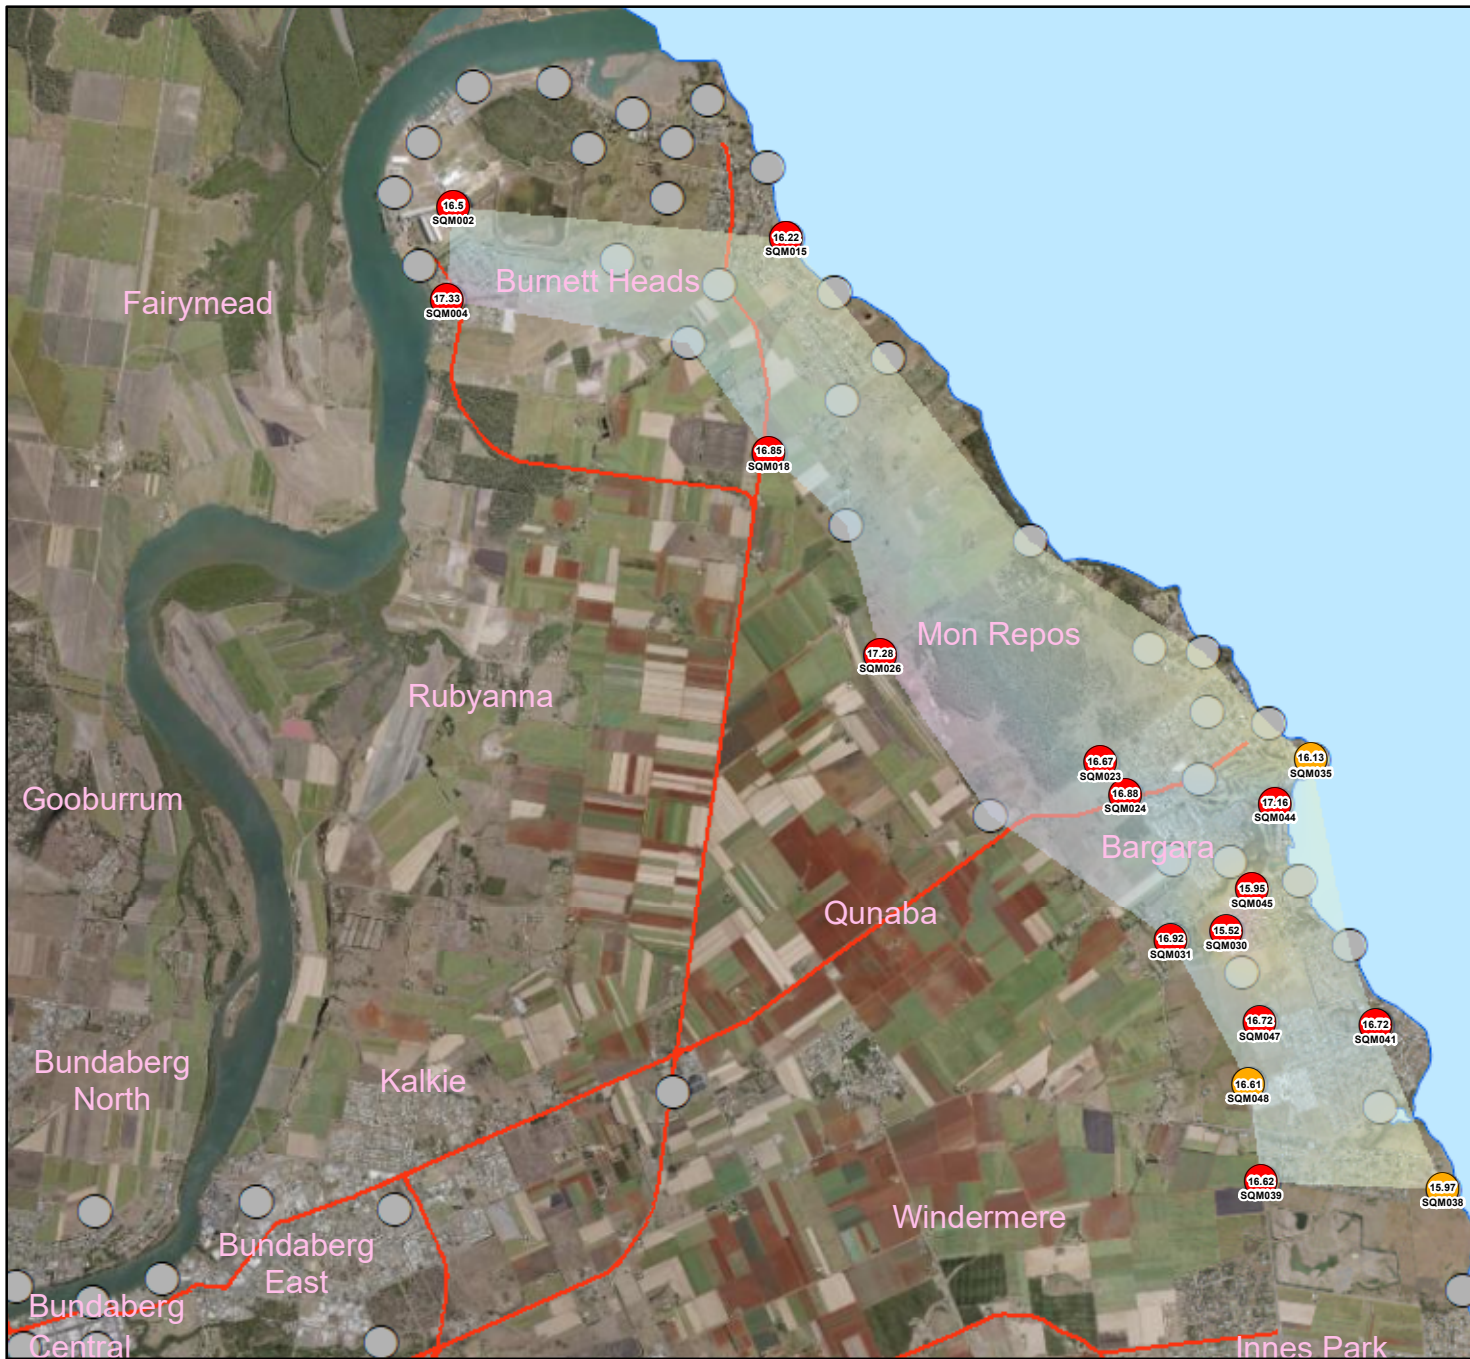 16.5
SQM002
16.22
SQM015
Burnett Heads
Fairymead
17.33
SQM004
16.85
SQM018
Mon Repos
17.28
SQM026
Rubyanna
16.67
SQM023
16.13
SQM035
16.88
SQM024
17.16
SQM044
Gooburrum
Bargara
15.95
SQM045
Qunaba
15.52
SQM030
16.92
SQM031
16.72
SQM047
16.72
SQM041
Bundaberg
North
Kalkie
16.61
SQM048
16.62
SQM039
15.97
SQM038
Windermere
Bundaberg
East
Bundaberg
Central
Innes Park